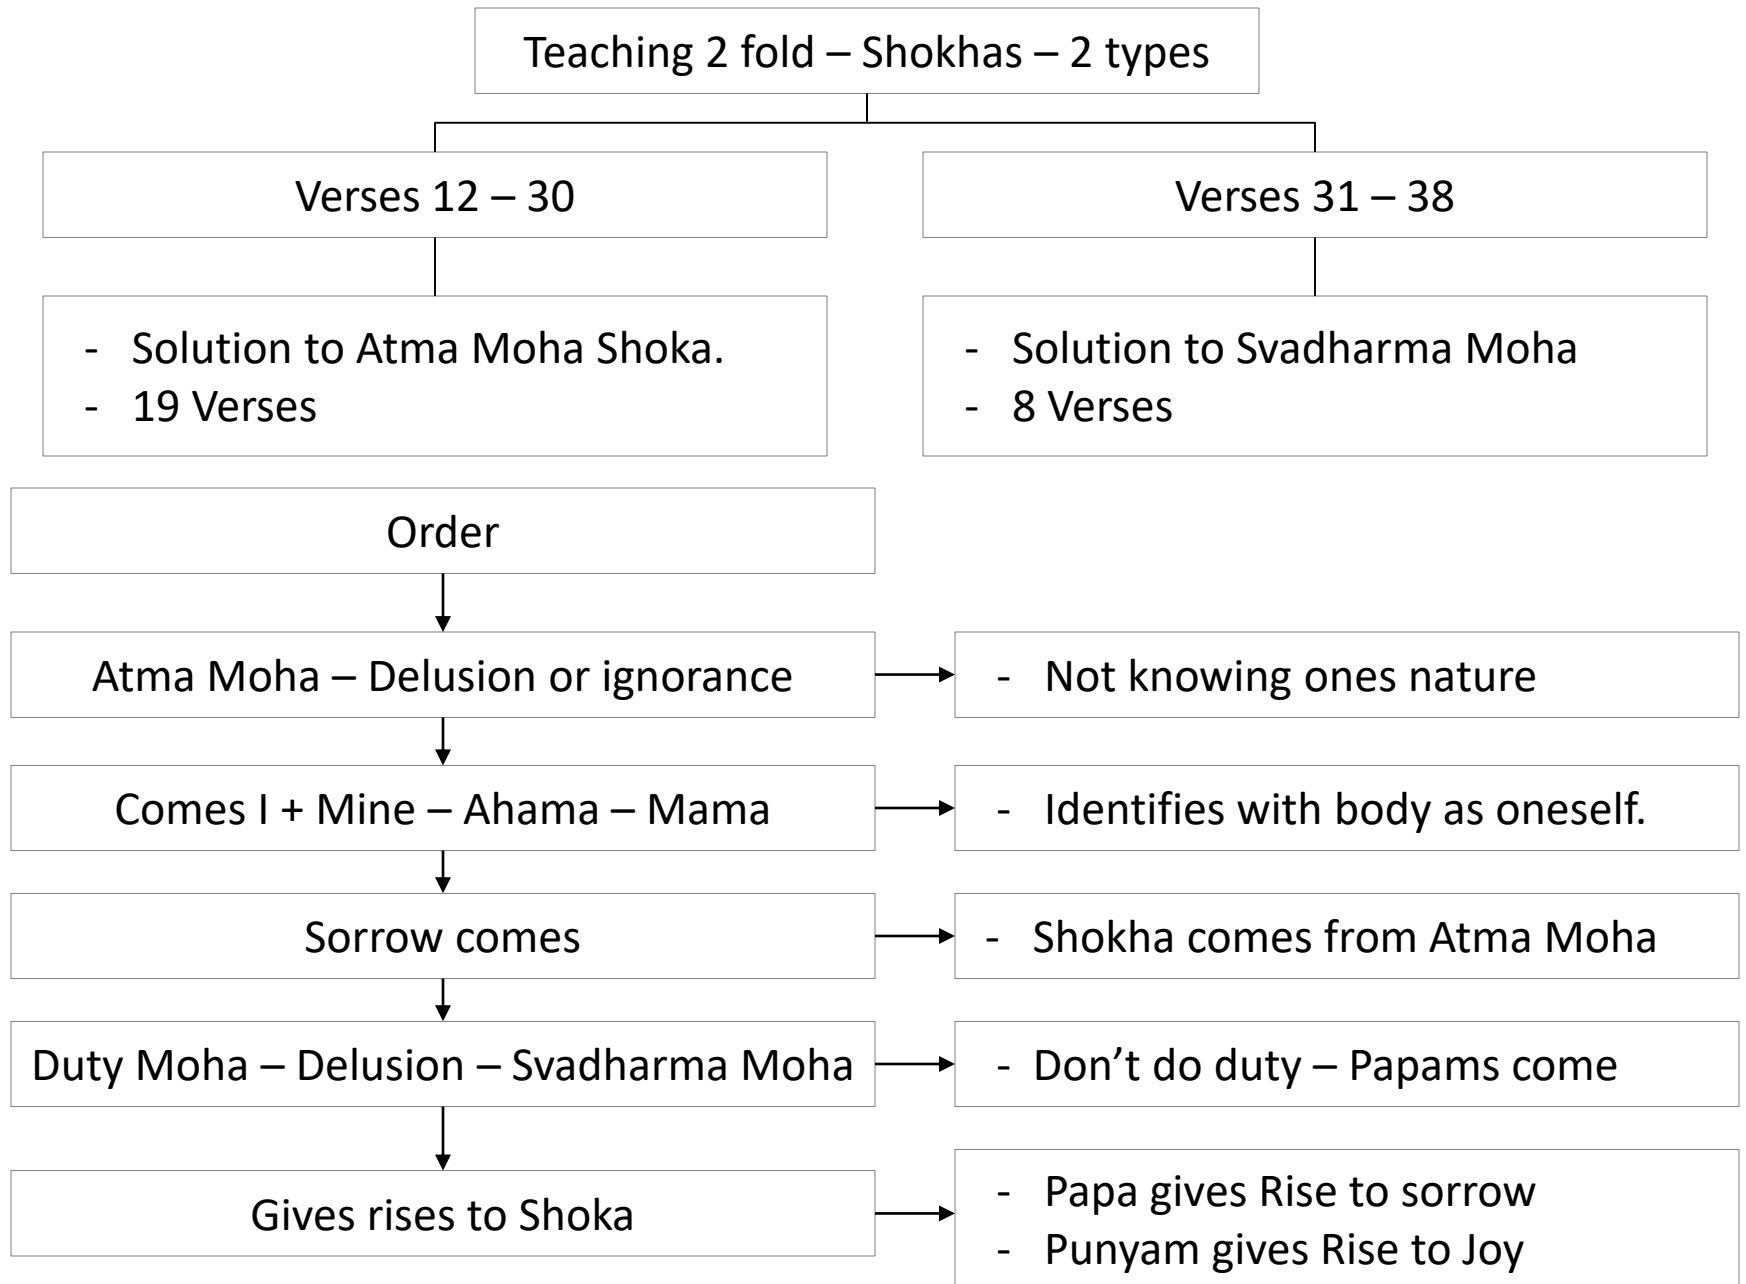 Teaching 2 fold – Shokhas – 2 types
Verses 12 – 30
Verses 31 – 38
- Solution to Atma Moha Shoka.
- 19 Verses
- Solution to Svadharma Moha
- 8 Verses
Order
Atma Moha – Delusion or ignorance
- Not knowing ones nature
Comes I + Mine – Ahama – Mama
- Identifies with body as oneself.
Sorrow comes
- Shokha comes from Atma Moha
Duty Moha – Delusion – Svadharma Moha
- Don’t do duty – Papams come
Gives rises to Shoka
- Papa gives Rise to sorrow
- Punyam gives Rise to Joy